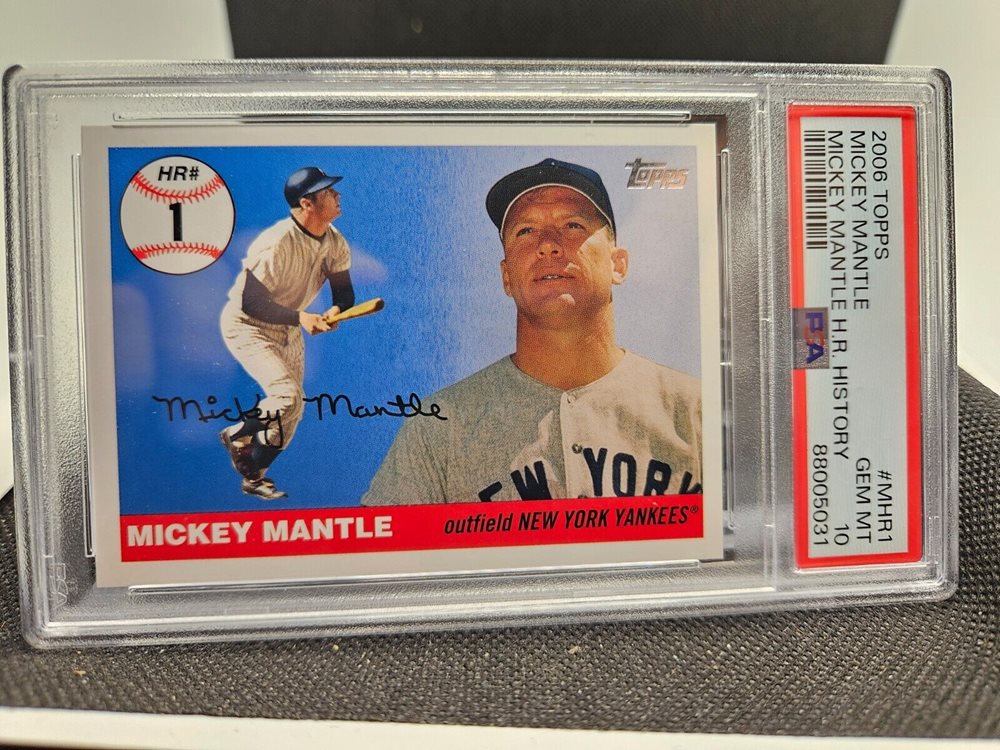 HR#
1
Topps
Mickey Mantle
NEW YORK
MICKEY MANTLE
outfield NEW YORK YANKEES®
2006 TOPPS
MICKEY MANTLE
MICKEY MANTLE H.R. HISTORY
#MHR1
GEM MT
10
88005031
PSA